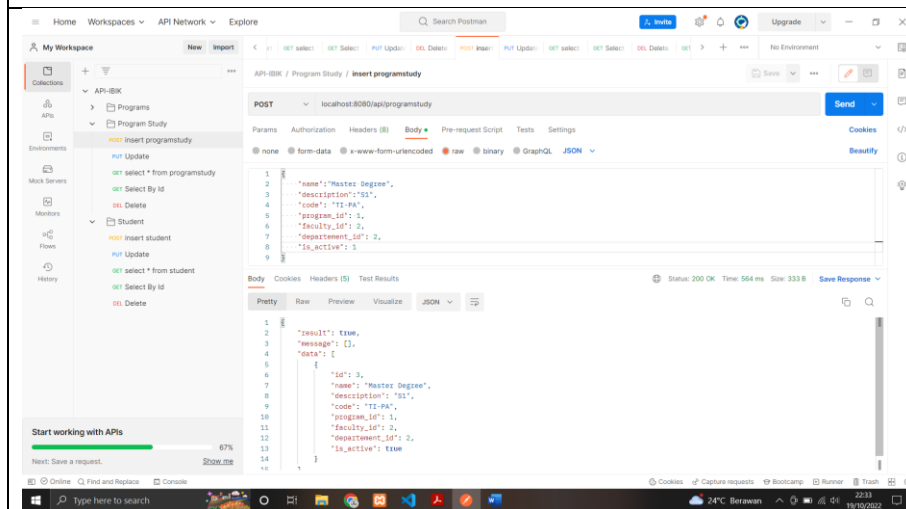 Home Workspaces API Network Explore Search Postman Invite Upgrade
My Workspace New Import GET select GET Select PUT Updat DEL Delete POST inser PUT Updat GET select GET Select DEL Delete GET No Environment
Collections
APIs
Environments
Mock Servers
Monitors
Flows
History
API-IBIK
Programs
Program Study
POST insert programstudy
PUT Update
GET select * from programstudy
GET Select By Id
DEL Delete
Student
POST insert student
PUT Update
GET select * from student
GET Select By Id
DEL Delete
API-IBIK / Program Study / insert programstudy Save
POST localhost:8080/api/programstudy Send
Params Authorization Headers (8) Body Pre-request Script Tests Settings Cookies
none form-data x-www-form-urlencoded raw binary GraphQL JSON Beautify
1 {
2 "name":"Master Degree",
3 "description":"S1",
4 "code": "TI-PA",
5 "program_id": 1,
6 "faculty_id": 2,
7 "departement_id": 2,
8 "is_active": 1
9 }
Body Cookies Headers (5) Test Results Status: 200 OK Time: 564 ms Size: 333 B Save Response
Pretty Raw Preview Visualize JSON
1 {
2 "result": true,
3 "message": [],
4 "data": [
5 {
6 "id": 3,
7 "name": "Master Degree",
8 "description": "S1",
9 "code": "TI-PA",
10 "program_id": 1,
11 "faculty_id": 2,
12 "departement_id": 2,
13 "is_active": true
14 }
15 ]
Start working with APIs
67%
Next: Save a request. Show me
Online Find and Replace Console Cookies Capture requests Bootcamp Runner Trash
Type here to search 24°C Berawan 22:33
19/10/2022